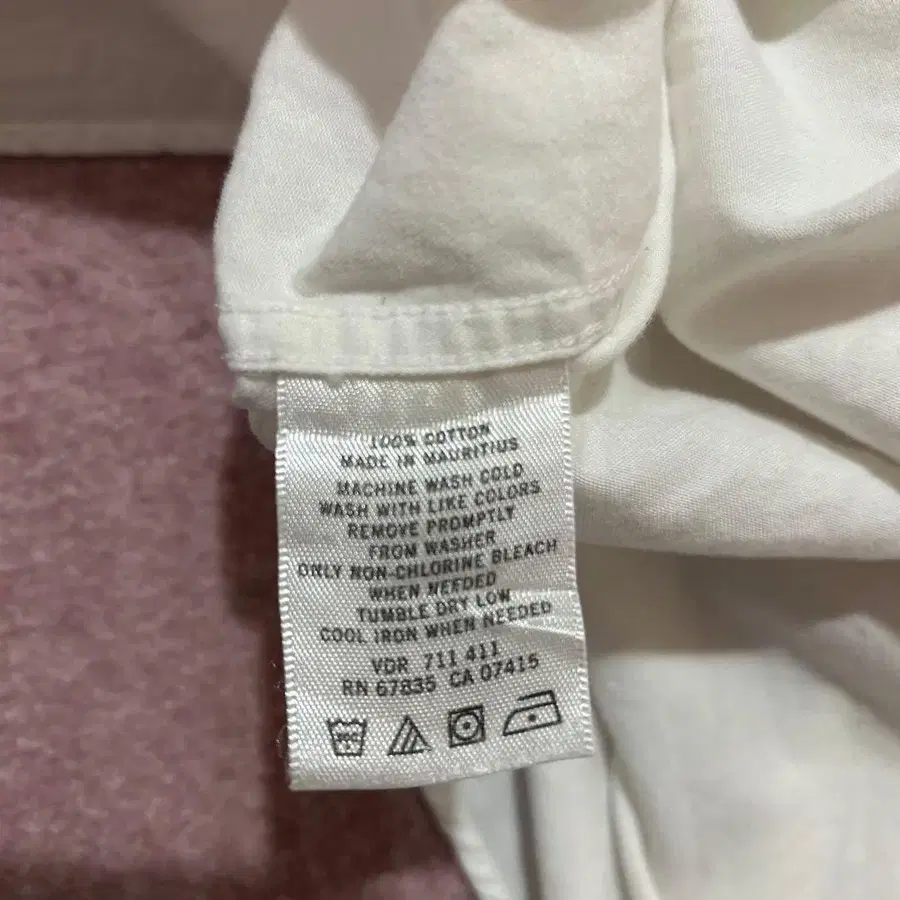 100% COTTON
MADE IN MAURITIUS
MACHINE WASH COLD
WASH WITH LIKE COLORS
REMOVE PROMPTLY
FROM WASHER
ONLY NON-CHLORINE BLEACH
WHEN NEEDED
TUMBLE DRY LOW
COOL IRON WHEN NEEDED
VDR 711 411
RN 67835 CA 07415